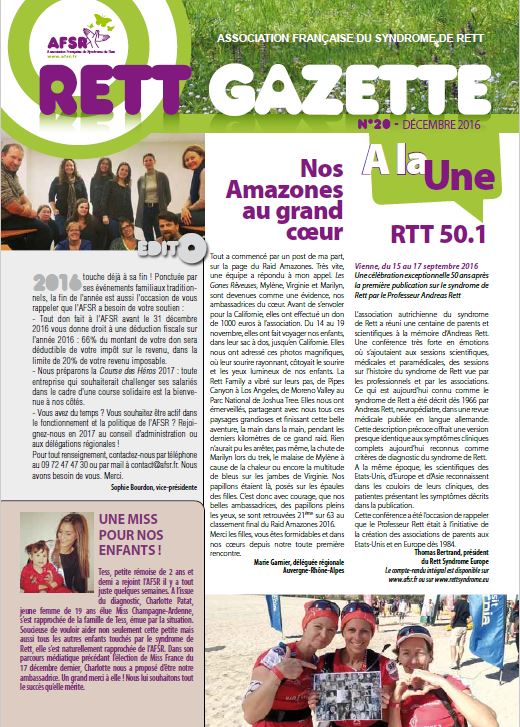 AFSR
Association Française du Syndrome de Rett
www.afsr.fr
ASSOCIATION FRANÇAISE DU SYNDROME DE RETT
RETT GAZETTE
N°20 - DÉCEMBRE 2016
EDITO
2016 touche déjà à sa fin ! Ponctuée par
ses événements familiaux tradition-
nels, la fin de l'année est aussi l'occasion de vous
rappeler que l'AFSR a besoin de votre soutien :
- Tout don fait à l'AFSR avant le 31 décembre
2016 vous donne droit à une déduction fiscale sur
l'année 2016 : 66% du montant de votre don sera
déductible de votre impôt sur le revenu, dans la
limite de 20% de votre revenu imposable.
- Nous préparons la Course des Héros 2017 : toute
entreprise qui souhaiterait challenger ses salariés
dans le cadre d'une course solidaire est la bienve-
nue à nos côtés.
- Vous avez du temps ? Vous souhaitez être actif dans
le fonctionnement et la politique de l'AFSR ? Rejoi-
gnez-nous en 2017 au conseil d'administration ou
aux délégations régionales !
Pour tout renseignement, contactez-nous par téléphone
au 09 72 47 47 30 ou par mail à contact@afsr.fr. Nous
avons besoin de vous. Merci.
Sophie Bourdon, vice-présidente
UNE MISS
POUR NOS
ENFANTS !
Tess, petite rémoise de 2 ans et
demi a rejoint l'AFSR il y a tout
juste quelques semaines. A l'issue
du diagnostic, Charlotte Patat,
jeune femme de 19 ans élue Miss Champagne-Ardenne,
s'est rapprochée de la famille de Tess, émue par la situation.
Soucieuse de vouloir aider non seulement cette petite mais
aussi tous les autres enfants touchés par le syndrome de
Rett, elle s'est naturellement rapprochée de l'AFSR. Dans son
parcours médiatique précédant l'élection de Miss France du
17 décembre dernier, Charlotte nous a proposé d'être notre
ambassadrice. Un grand merci à elle ! Nous lui souhaitons tout
le succès qu'elle mérite.
Nos
Amazones
au grand
cœur
Tout a commencé par un post de ma part,
sur la page du Raid Amazones. Très vite,
une équipe a répondu à mon appel. Les
Gones Rêveuses, Mylène, Virginie et Marilyn,
sont devenues comme une évidence, nos
ambassadrices du cœur. Avant de s'envoler
pour la Californie, elles ont effectué un don
de 1000 euros à l'association. Du 14 au 19
novembre, elles ont fait voyager nos enfants,
dans leur sac à dos, jusqu'en Californie. Elles
nous ont adressé ces photos magnifiques,
où leur sourire rayonnant, côtoyait le sourire
et les yeux lumineux de nos enfants. La
Rett Family a vibré sur leurs pas, de Pipes
Canyon à Los Angeles, de Moreno Valley au
Parc National de Joshua Tree. Elles nous ont
émerveillés, partageant avec nous tous ces
paysages grandioses et finissant cette belle
aventure, la main dans la main, pendant les
derniers kilomètres de ce grand raid. Rien
n'aurait pu les arrêter, pas même, la chute de
Marilyn lors du trek, le malaise de Mylène à
cause de la chaleur ou encore la multitude
de bleus sur les jambes de Virginie. Nos
papillons étaient là, posés sur les épaules
des filles. C'est donc avec courage, que nos
belles ambassadrices, des papillons pleins
les yeux, se sont retrouvées 21ème sur 63 au
classement final du Raid Amazones 2016.
Merci les filles, vous êtes formidables et dans
nos cœurs depuis notre toute première
rencontre.
Marie Garnier, déléguée régionale
Auvergne-Rhône-Alpes
A la Une
RTT 50.1
Vienne, du 15 au 17 septembre 2016
Une célébration exceptionnelle 50 ans après
la première publication sur le syndrome de
Rett par le Professeur Andreas Rett
L'association autrichienne du syndrome
de Rett a réuni une centaine de parents et
scientifiques à la mémoire d'Andreas Rett.
Une conférence très forte en émotions
où s'ajoutaient aux sessions scientifiques,
médicales et paramédicales, des sessions
sur l'histoire du syndrome de Rett vue par
les professionnels et par les associations.
Ce qui est aujourd'hui connu comme le
syndrome de Rett a été décrit dès 1966 par
Andreas Rett, neuropédiatre, dans une revue
médicale publiée en langue allemande.
Cette description précoce offrait une version
presque identique aux symptômes cliniques
complets aujourd'hui reconnus comme
critères de diagnostic du syndrome de Rett.
A la même époque, les scientifiques des
Etats-Unis, d'Europe et d'Asie reconnaissaient
dans les couloirs de leur cliniques, des
patientes présentant les symptômes décrits
dans la publication.
Cette conférence a été l'occasion de rappeler
que le Professeur Rett était à l'initiative de
la création des associations de parents aux
Etats-Unis et en Europe dès 1984.
Thomas Bertrand, président
du Rett Syndrome Europe
Le compte-rendu intégral est disponible sur
www.afsr.fr ou sur www.rettsyndrome.eu